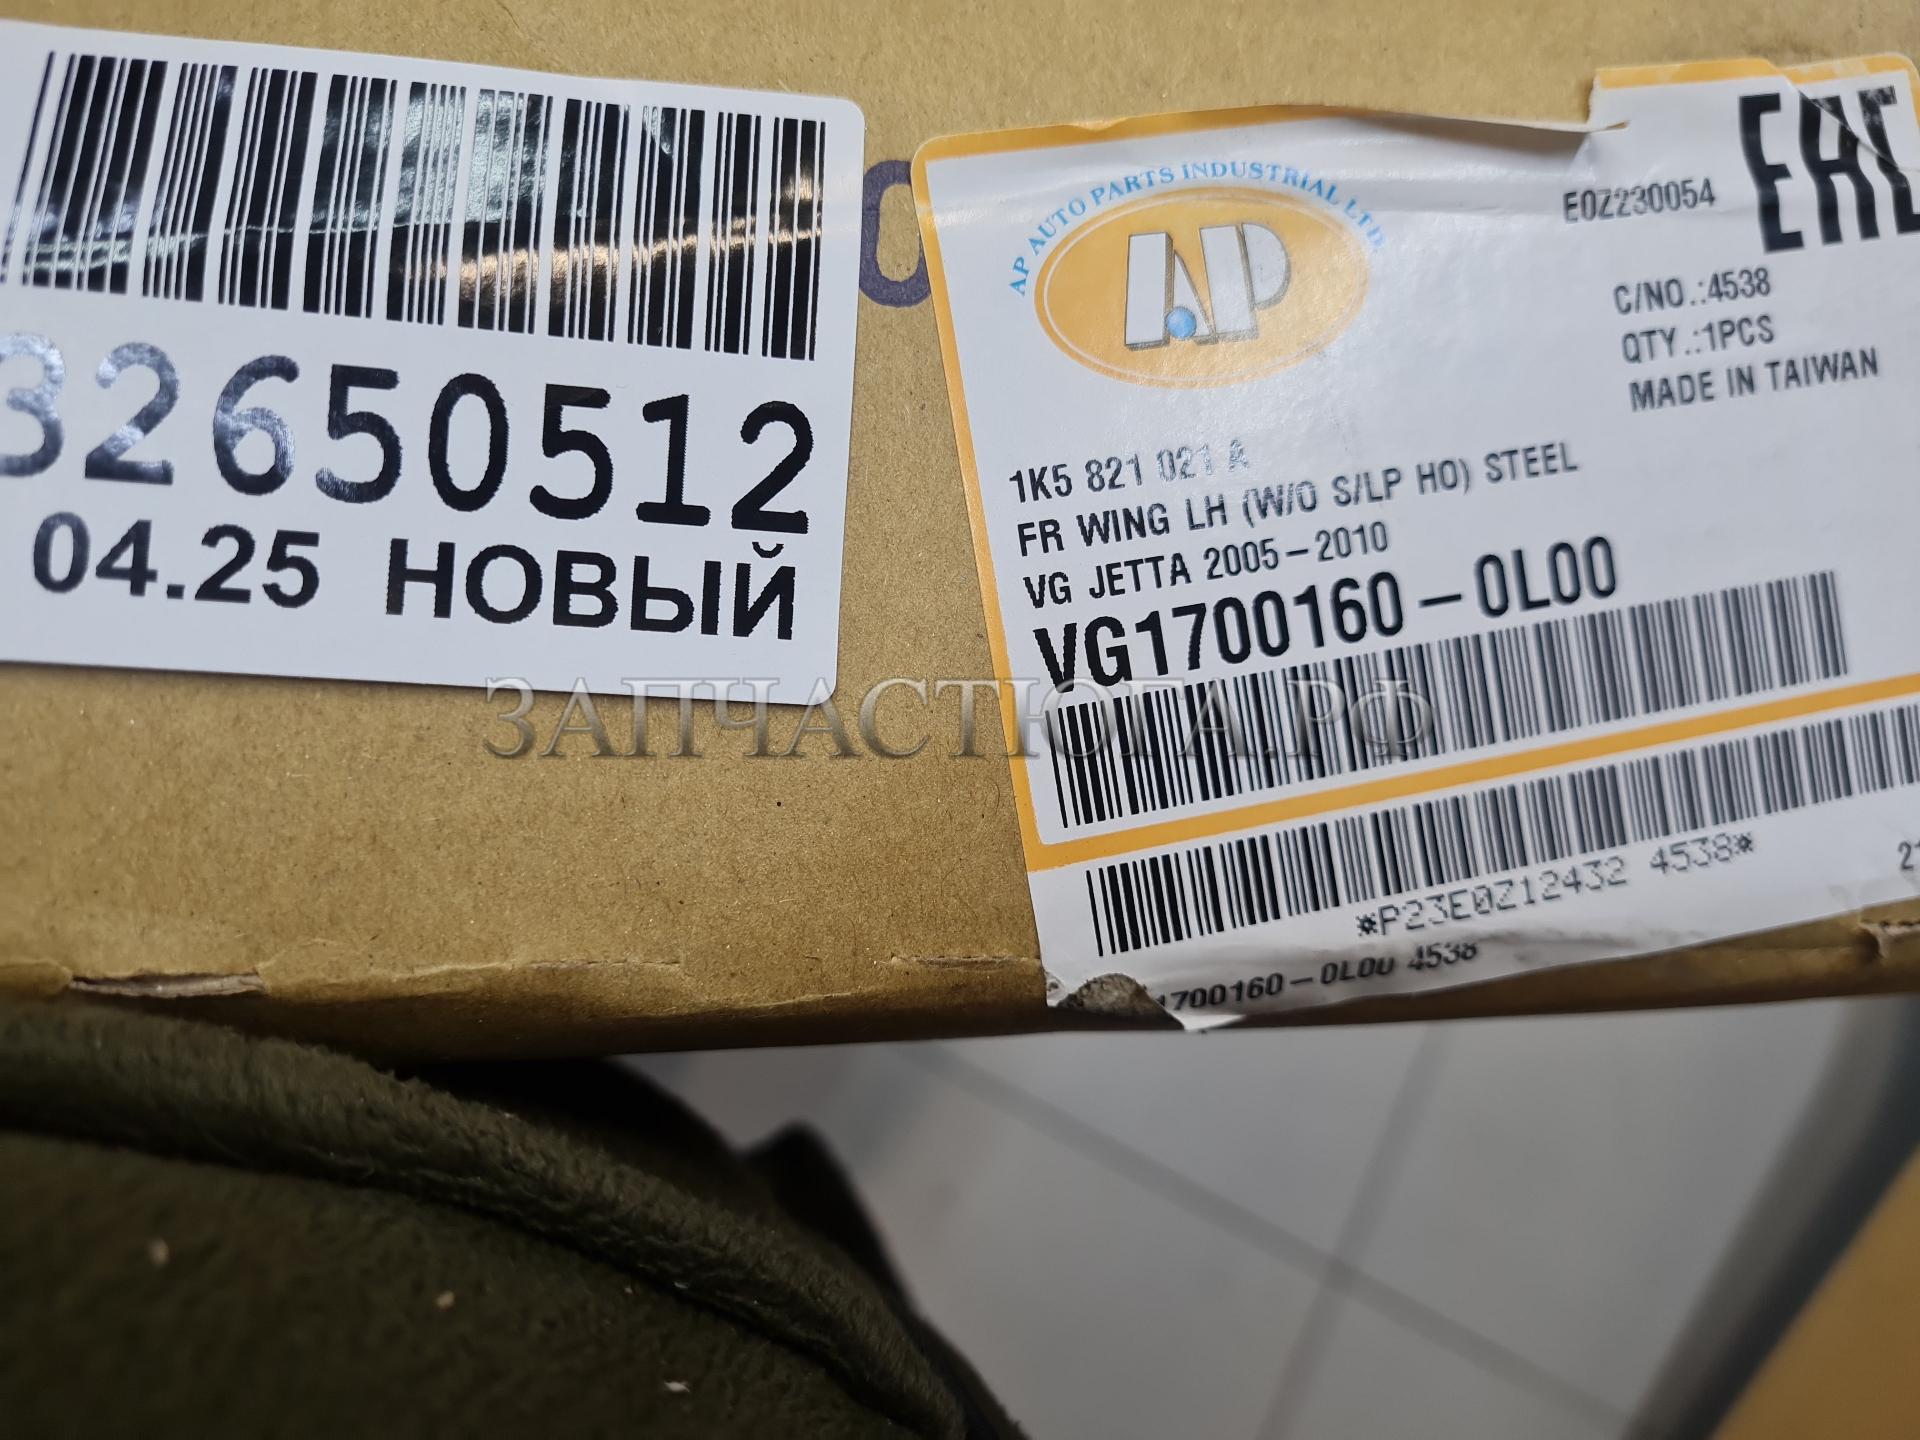 32650512
04.25 НОВЫЙ
AP AUTO PARTS INDUSTRIAL LTD.
AP
E0Z230054
EAC
C/NO.:4538
QTY.:1PCS
MADE IN TAIWAN
1K5 821 021 A
FR WING LH (W/O S/LP HO) STEEL
VG JETTA 2005-2010
VG1700160-0L00
*P23E0Z12432 4538*
1700160-0L00 4538
ЗАПЧАСТЮГА.РФ